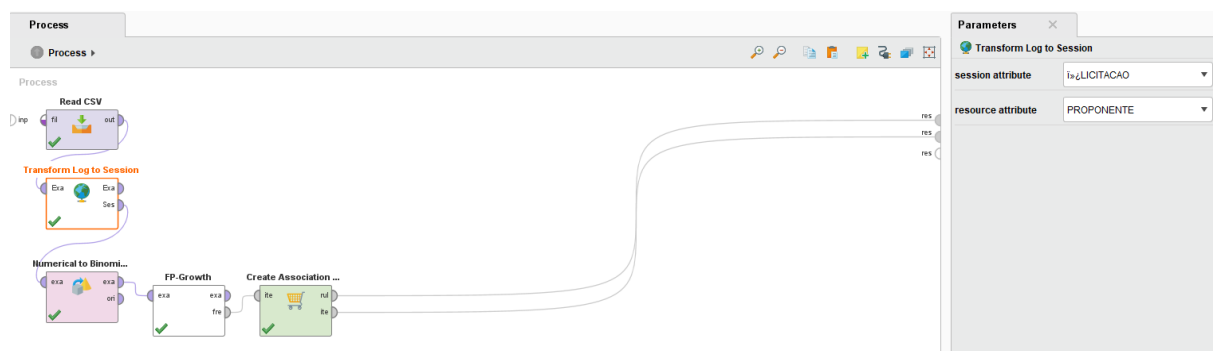 Process
Process
Process
Read CSV
inp
fil
out
res
res
res
Transform Log to Session
Exa
Exa
Ses
Numerical to Binomi...
exa
exa
ori
FP-Growth
exa
exa
fre
Create Association ...
ite
rul
ite
Parameters
Transform Log to Session
session attribute
ï»¿LICITACAO
resource attribute
PROPONENTE